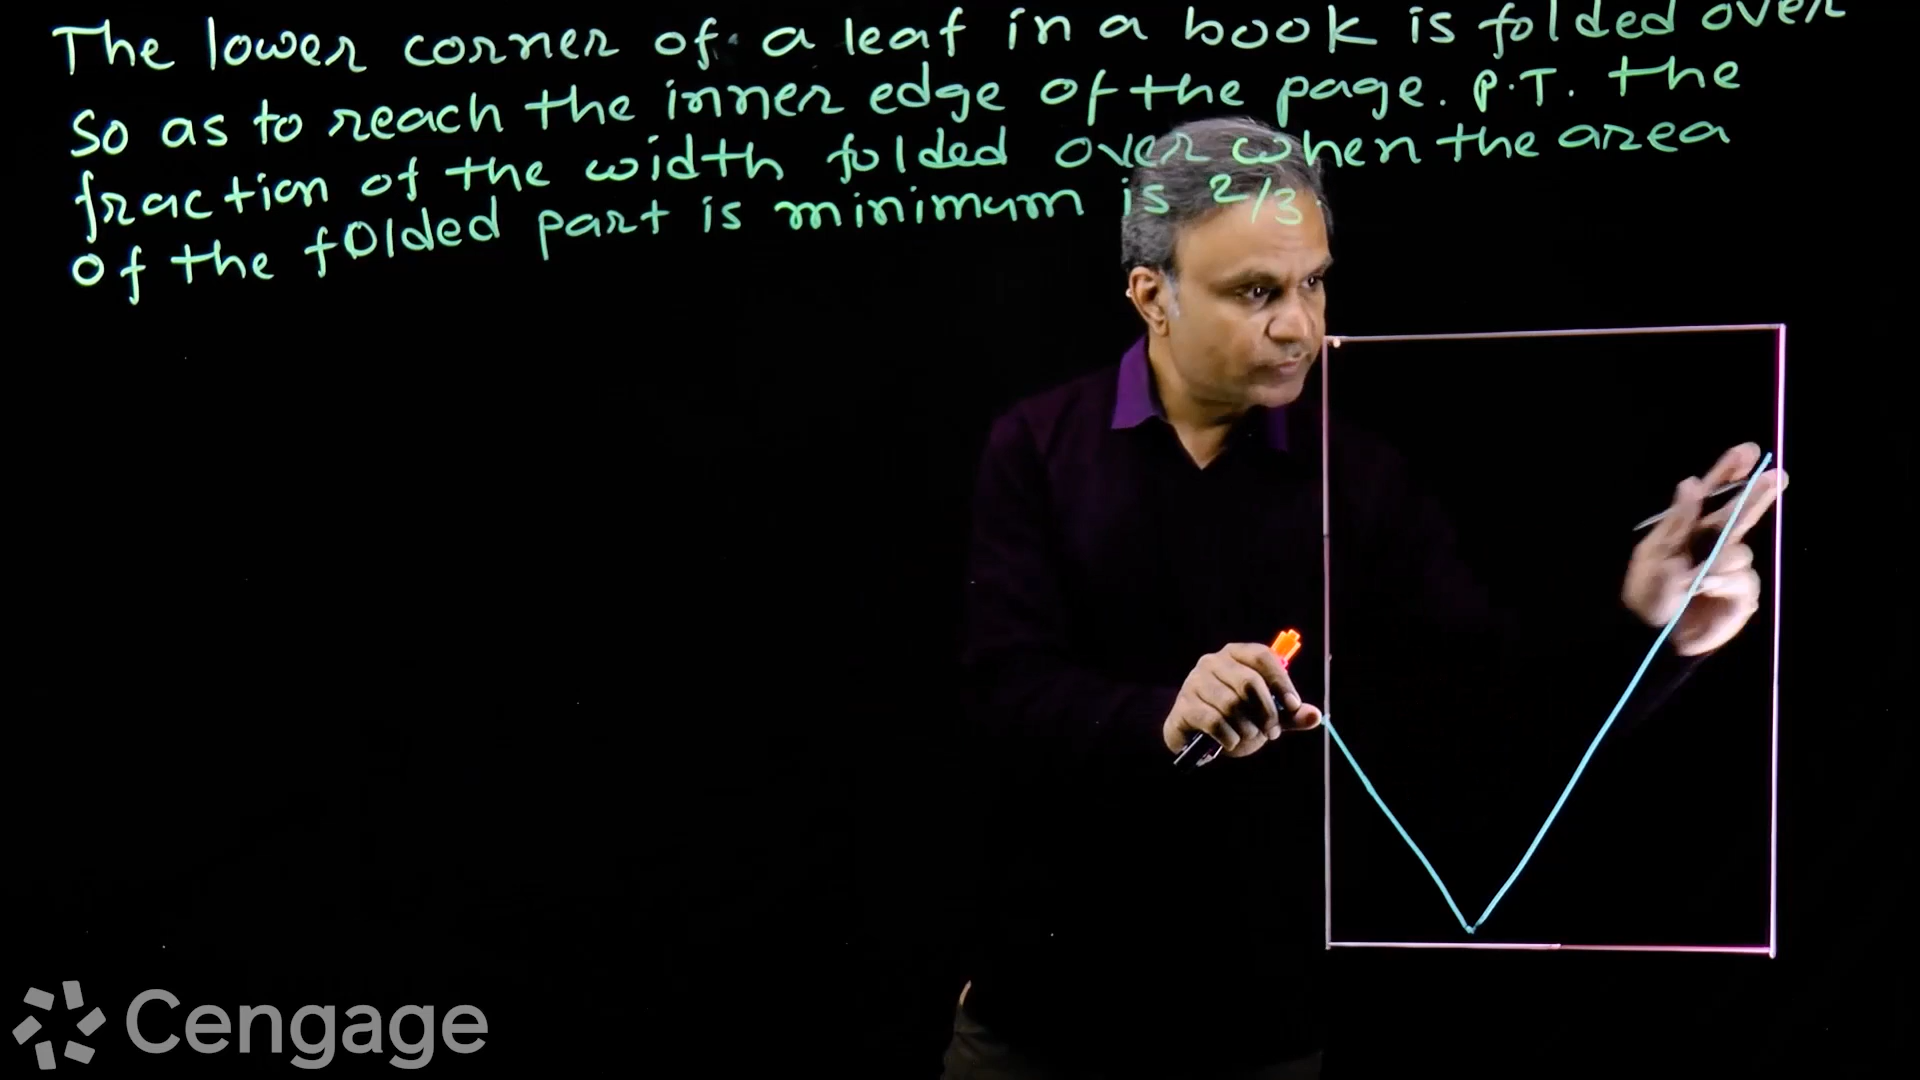 The lower corner of a leaf in a book is folded over
So as to reach the inner edge of the page. P.T. the
fraction of the width folded over when the area
of the folded part is minimum is 2/3.
Cengage